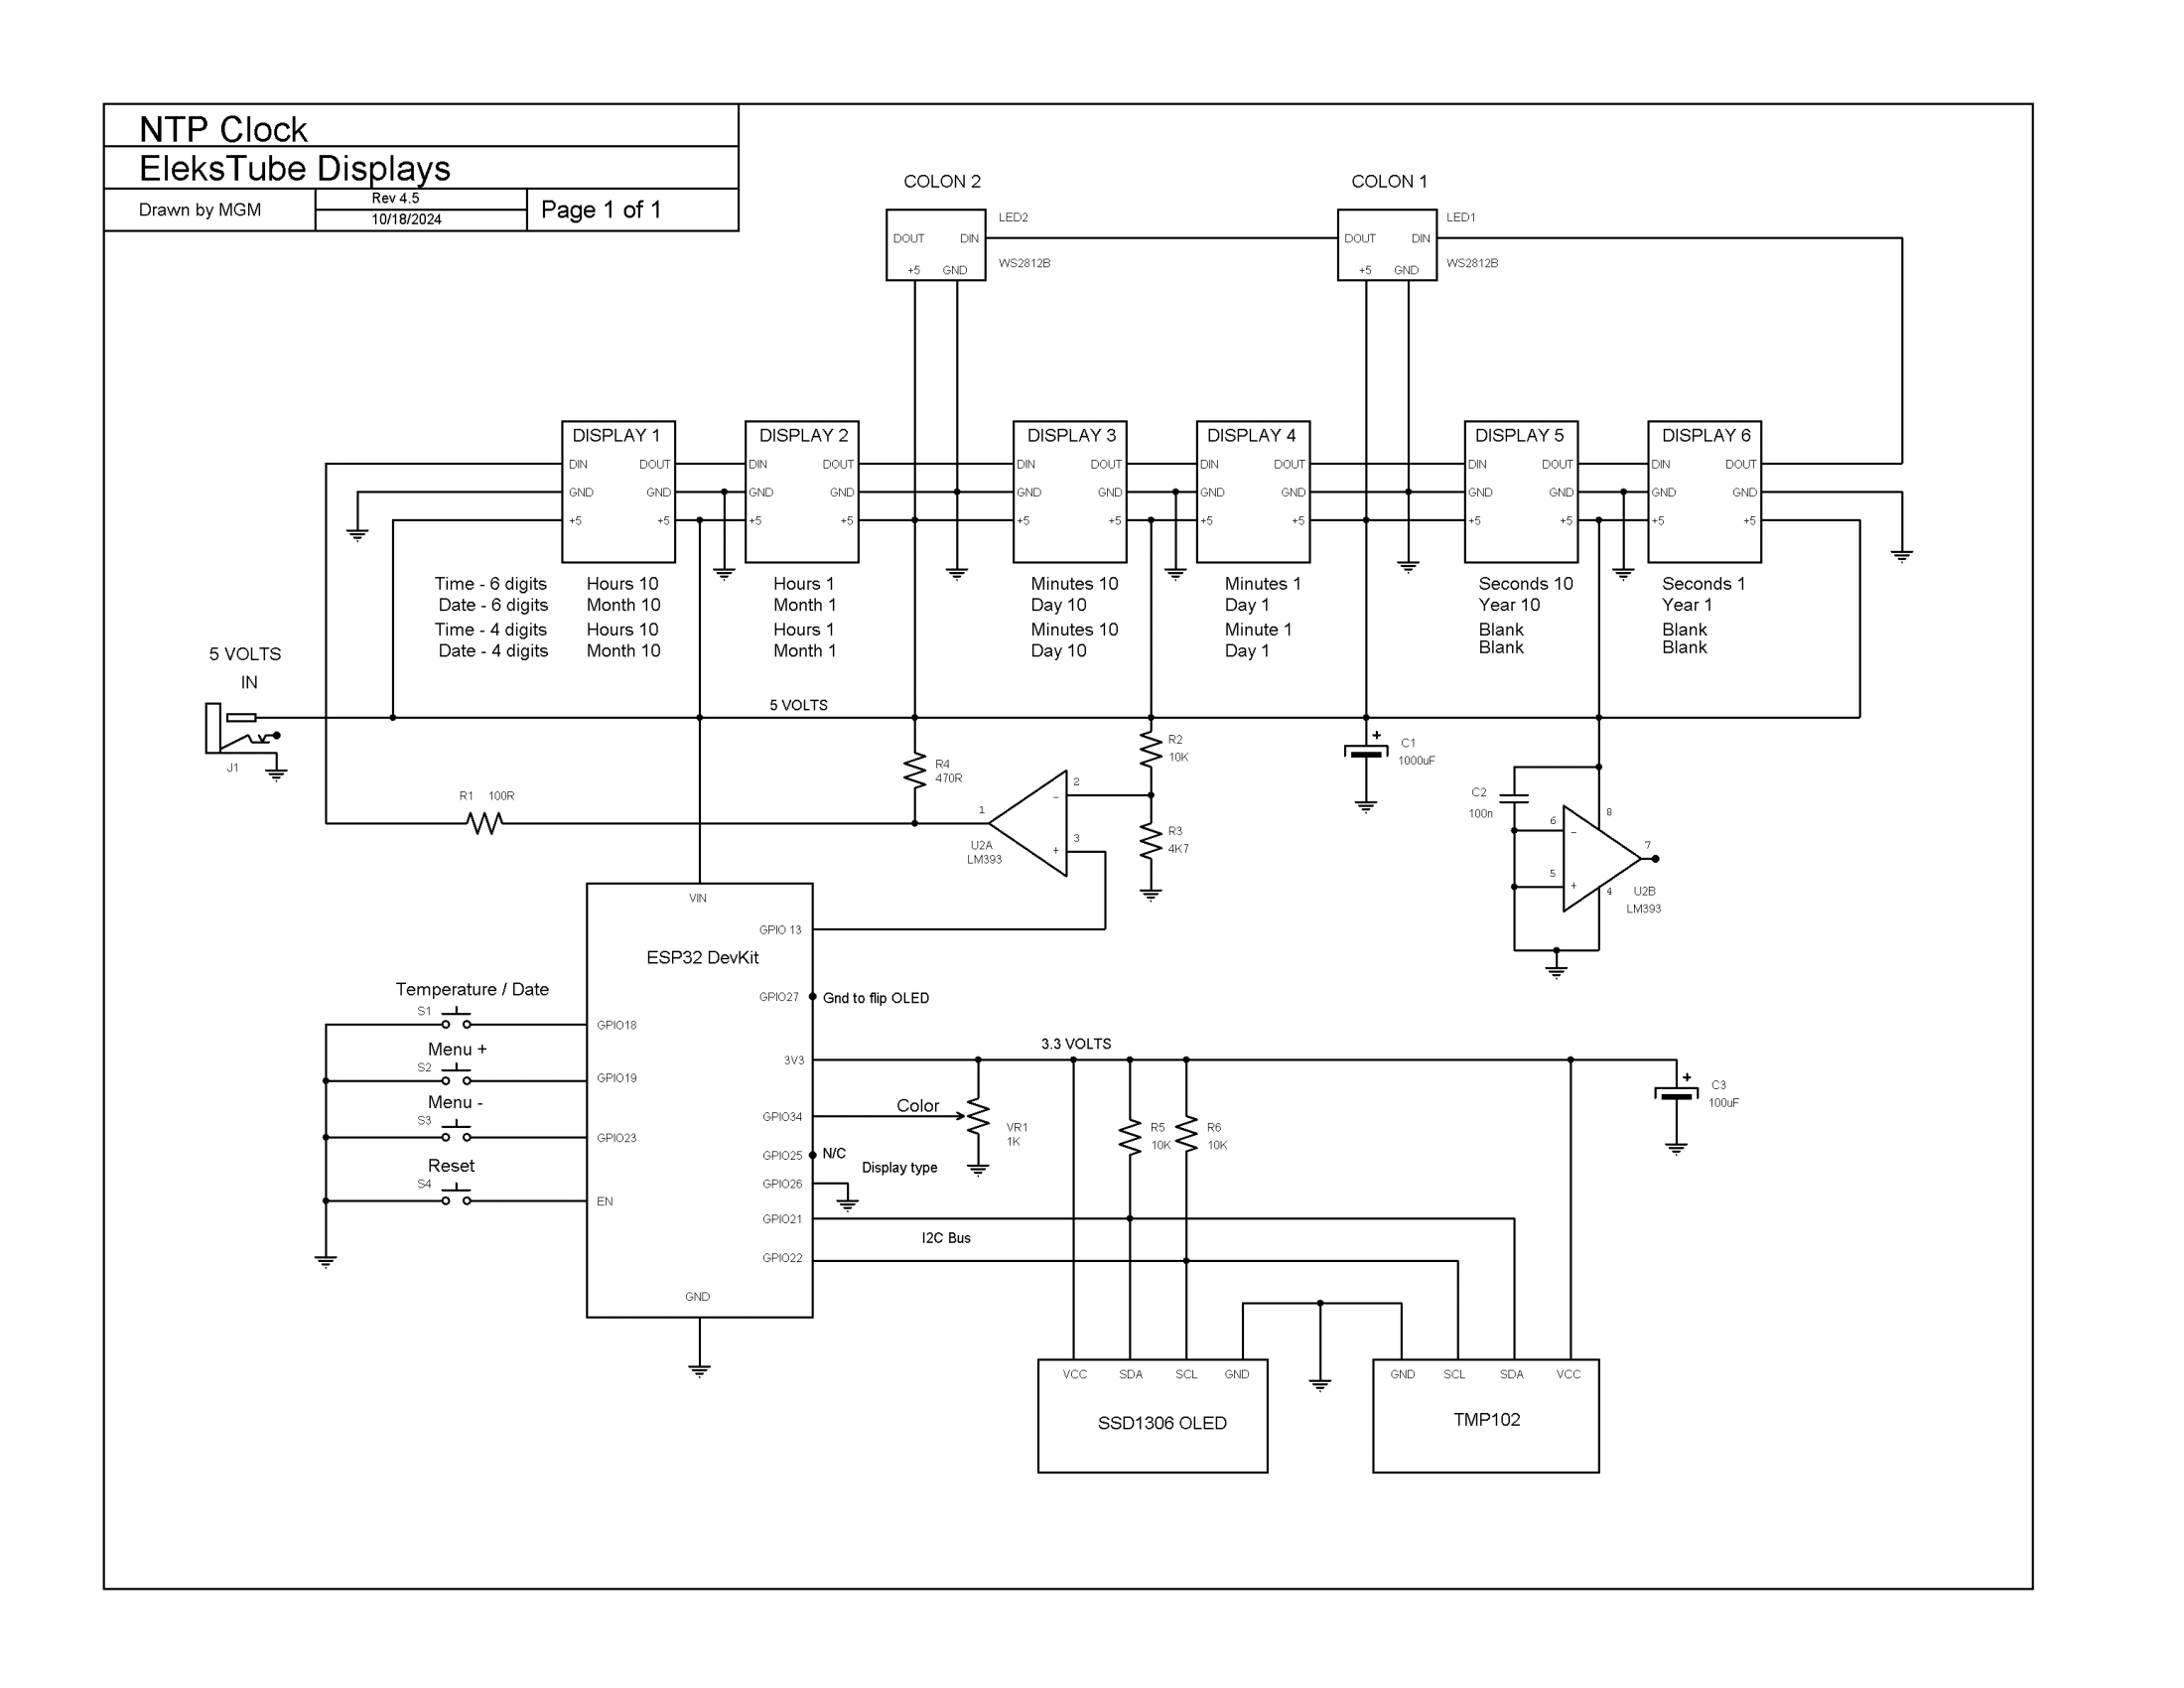 NTP Clock
EleksTube Displays
Drawn by MGM
Rev 4.5
10/18/2024
Page 1 of 1
COLON 2
COLON 1
LED2
DOUT DIN
+5 GND
WS2812B
LED1
DOUT DIN
+5 GND
WS2812B
DISPLAY 1
DIN DOUT
GND GND
+5 +5
DISPLAY 2
DIN DOUT
GND GND
+5 +5
DISPLAY 3
DIN DOUT
GND GND
+5 +5
DISPLAY 4
DIN DOUT
GND GND
+5 +5
DISPLAY 5
DIN DOUT
GND GND
+5 +5
DISPLAY 6
DIN DOUT
GND GND
+5 +5
Time - 6 digits Hours 10 Hours 1 Minutes 10 Minutes 1 Seconds 10 Seconds 1
Date - 6 digits Month 10 Month 1 Day 10 Day 1 Year 10 Year 1
Time - 4 digits Hours 10 Hours 1 Minutes 10 Minute 1 Blank Blank
Date - 4 digits Month 10 Month 1 Day 10 Day 1 Blank Blank
5 VOLTS
IN
J1
5 VOLTS
R4
470R
R2
10K
+
C1
1000uF
R1 100R
1
2
-
3
+
U2A
LM393
R3
4K7
C2
100n
6
-
5
+
8
7
4
U2B
LM393
VIN
GPIO 13
ESP32 DevKit
GPIO27
Gnd to flip OLED
Temperature / Date
S1
GPIO18
Menu +
S2
GPIO19
Menu -
S3
GPIO23
Reset
S4
EN
3V3
3.3 VOLTS
GPIO34
Color
VR1
1K
R5
10K
R6
10K
+
C3
100uF
GPIO25
N/C
Display type
GPIO26
GPIO21
I2C Bus
GPIO22
GND
VCC SDA SCL GND
SSD1306 OLED
GND SCL SDA VCC
TMP102